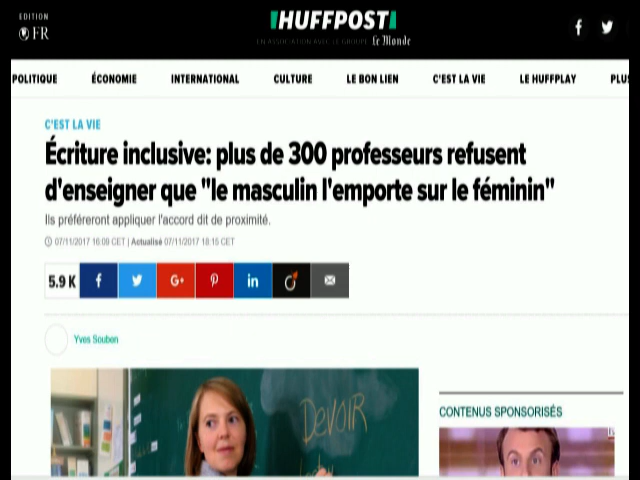 EDITION
FR
HUFFPOST
EN ASSOCIATION AVEC LE GROUPE Le Monde
POLITIQUE ÉCONOMIE INTERNATIONAL CULTURE LE BON LIEN C'EST LA VIE LE HUFFPLAY PLUS
C'EST LA VIE
Écriture inclusive: plus de 300 professeurs refusent
d'enseigner que "le masculin l'emporte sur le féminin"
Ils préféreront appliquer l'accord dit de proximité.
07/11/2017 16:09 CET | Actualisé 07/11/2017 18:15 CET
5.9 K
G+
in
Yves Souben
DEVOIR
CONTENUS SPONSORISÉS